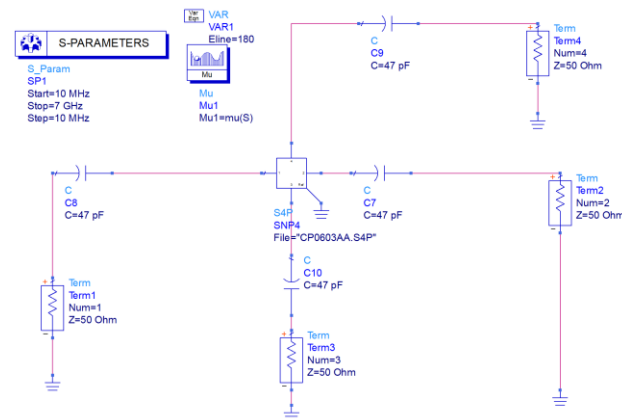 S-PARAMETERS
S_Param
SP1
Start=10 MHz
Stop=7 GHz
Step=10 MHz
Var
Eqn
VAR
VAR1
Eline=180
Mu
Mu
Mu1
Mu1=mu(S)
C
C9
C=47 pF
+
Term
Term4
Num=4
Z=50 Ohm
-
C
C8
C=47 pF
S4P
SNP4
File="CP0603AA.S4P"
Ref
C
C7
C=47 pF
+
Term
Term2
Num=2
Z=50 Ohm
-
C
C10
C=47 pF
+
Term
Term1
Num=1
Z=50 Ohm
-
+
Term
Term3
Num=3
Z=50 Ohm
-